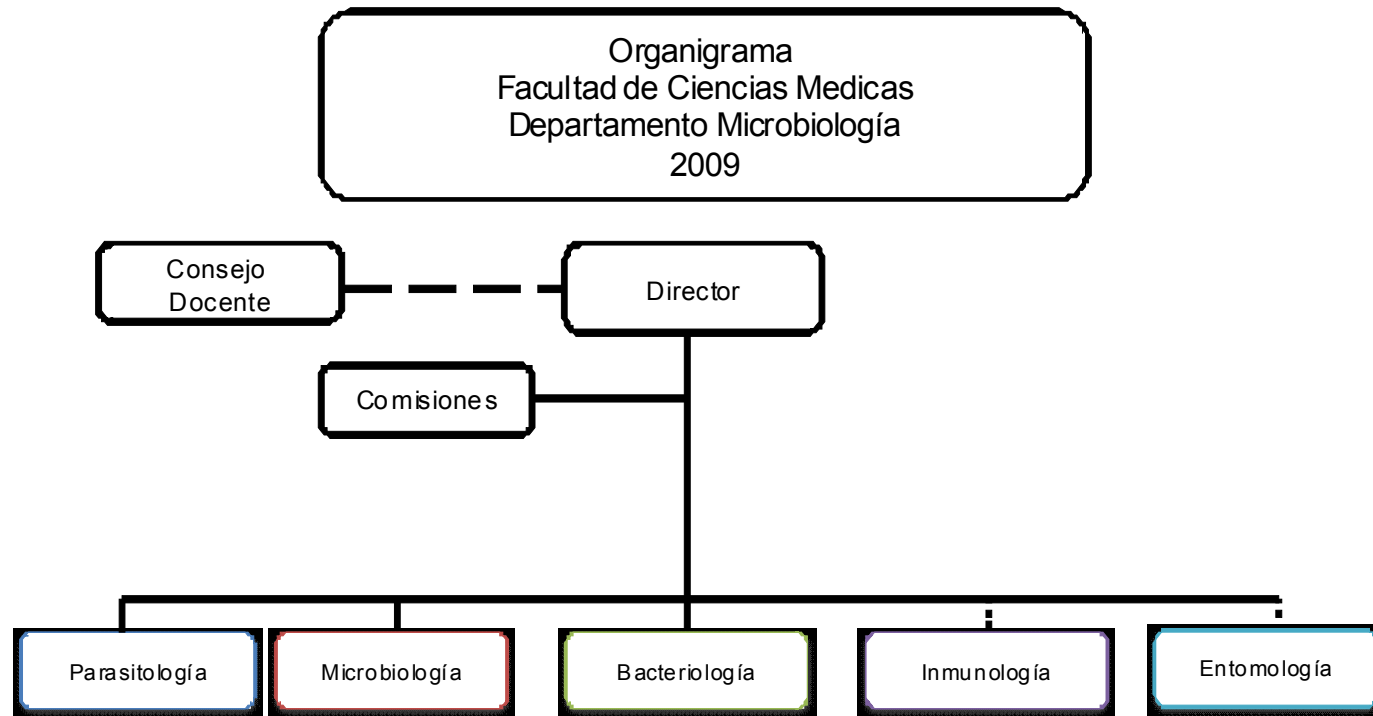 Organigrama
Facultad de Ciencias Medicas
Departamento Microbiología
2009
Consejo
Docente
Director
Comisiones
Parasitología
Microbiología
Bacteriología
Inmunología
Entomología